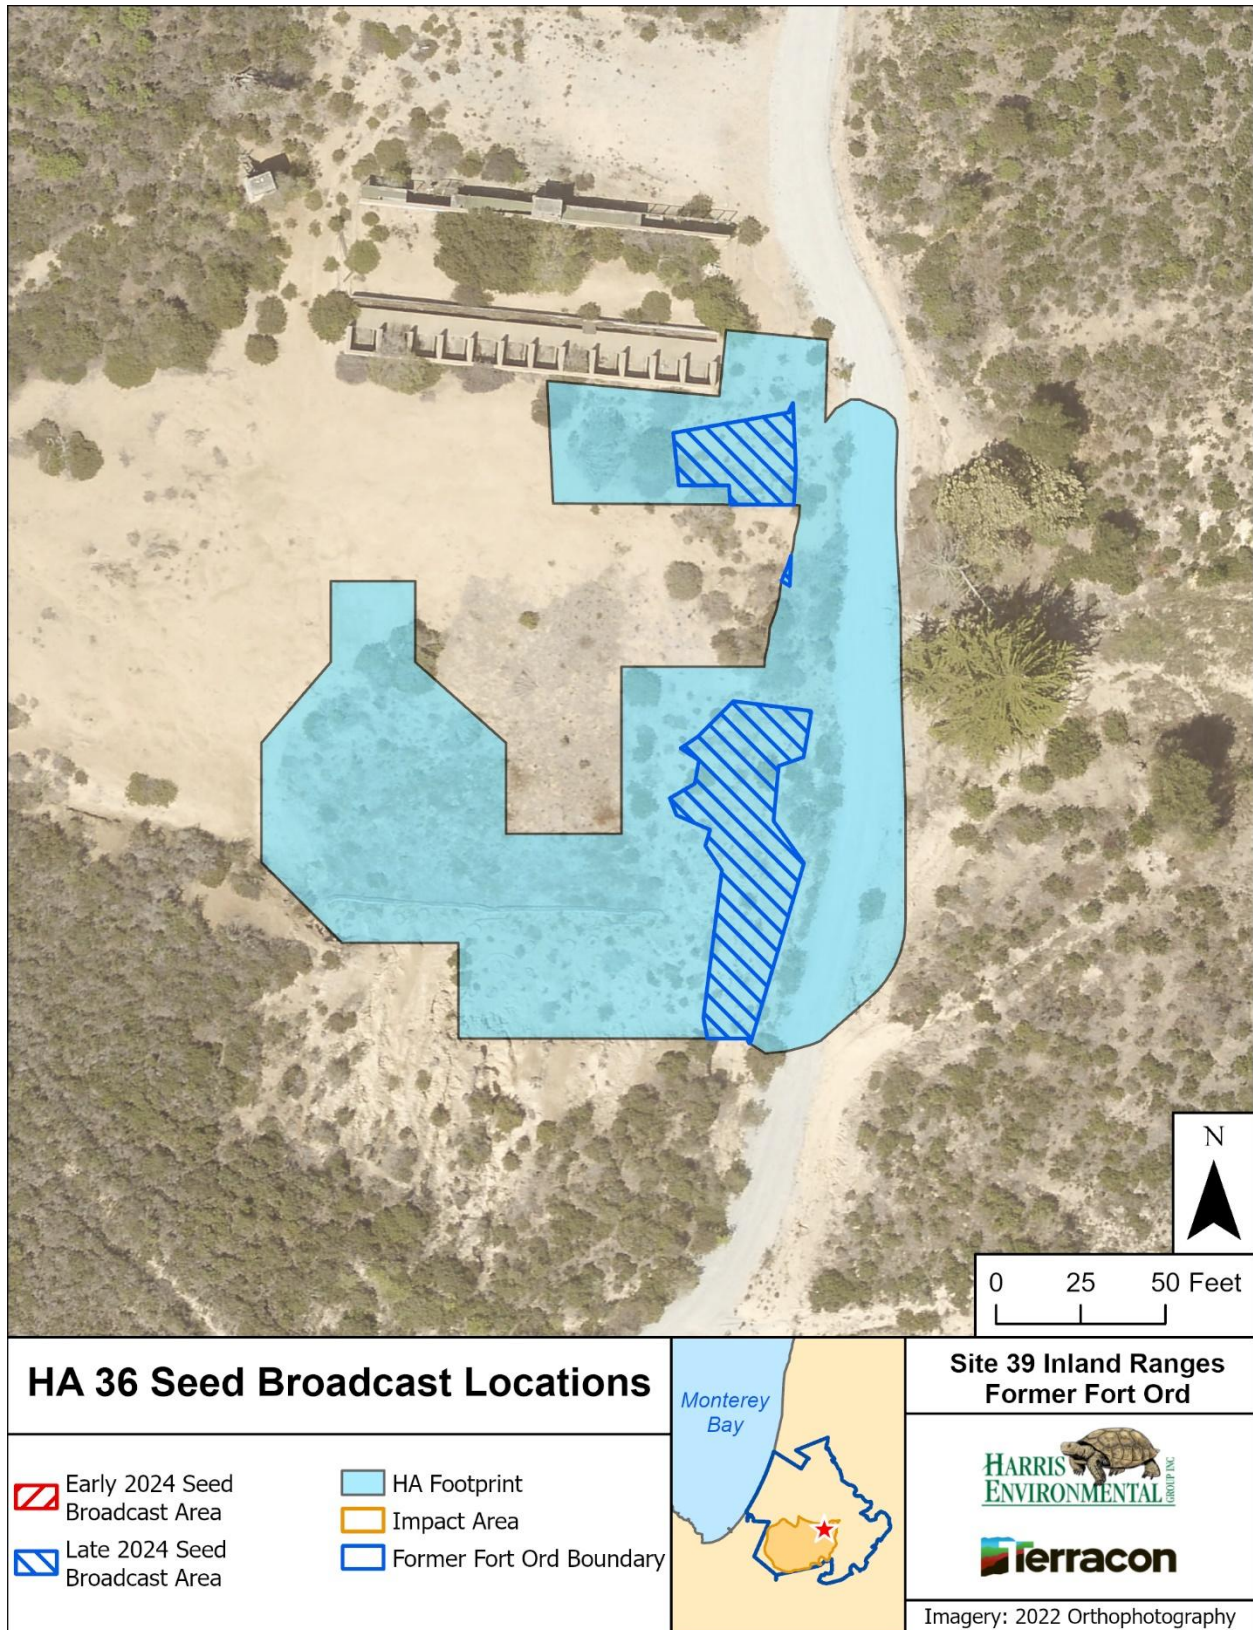 N
0 25 50 Feet
HA 36 Seed Broadcast Locations
Early 2024 Seed
Broadcast Area
Late 2024 Seed
Broadcast Area
HA Footprint
Impact Area
Former Fort Ord Boundary
Monterey
Bay
Site 39 Inland Ranges
Former Fort Ord
HARRIS
ENVIRONMENTAL
GROUP INC
Terracon
Imagery: 2022 Orthophotography